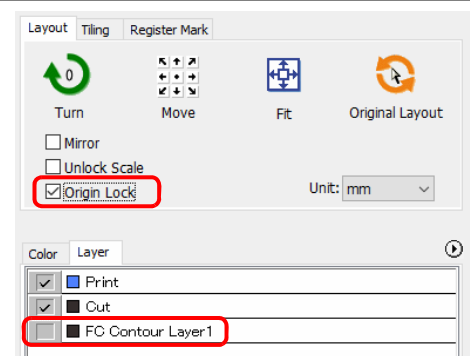 Layout Tiling Register Mark
0
Turn Move Fit Original Layout
Mirror
Unlock Scale
Origin Lock Unit: mm
Color Layer
Print
Cut
FC Contour Layer1